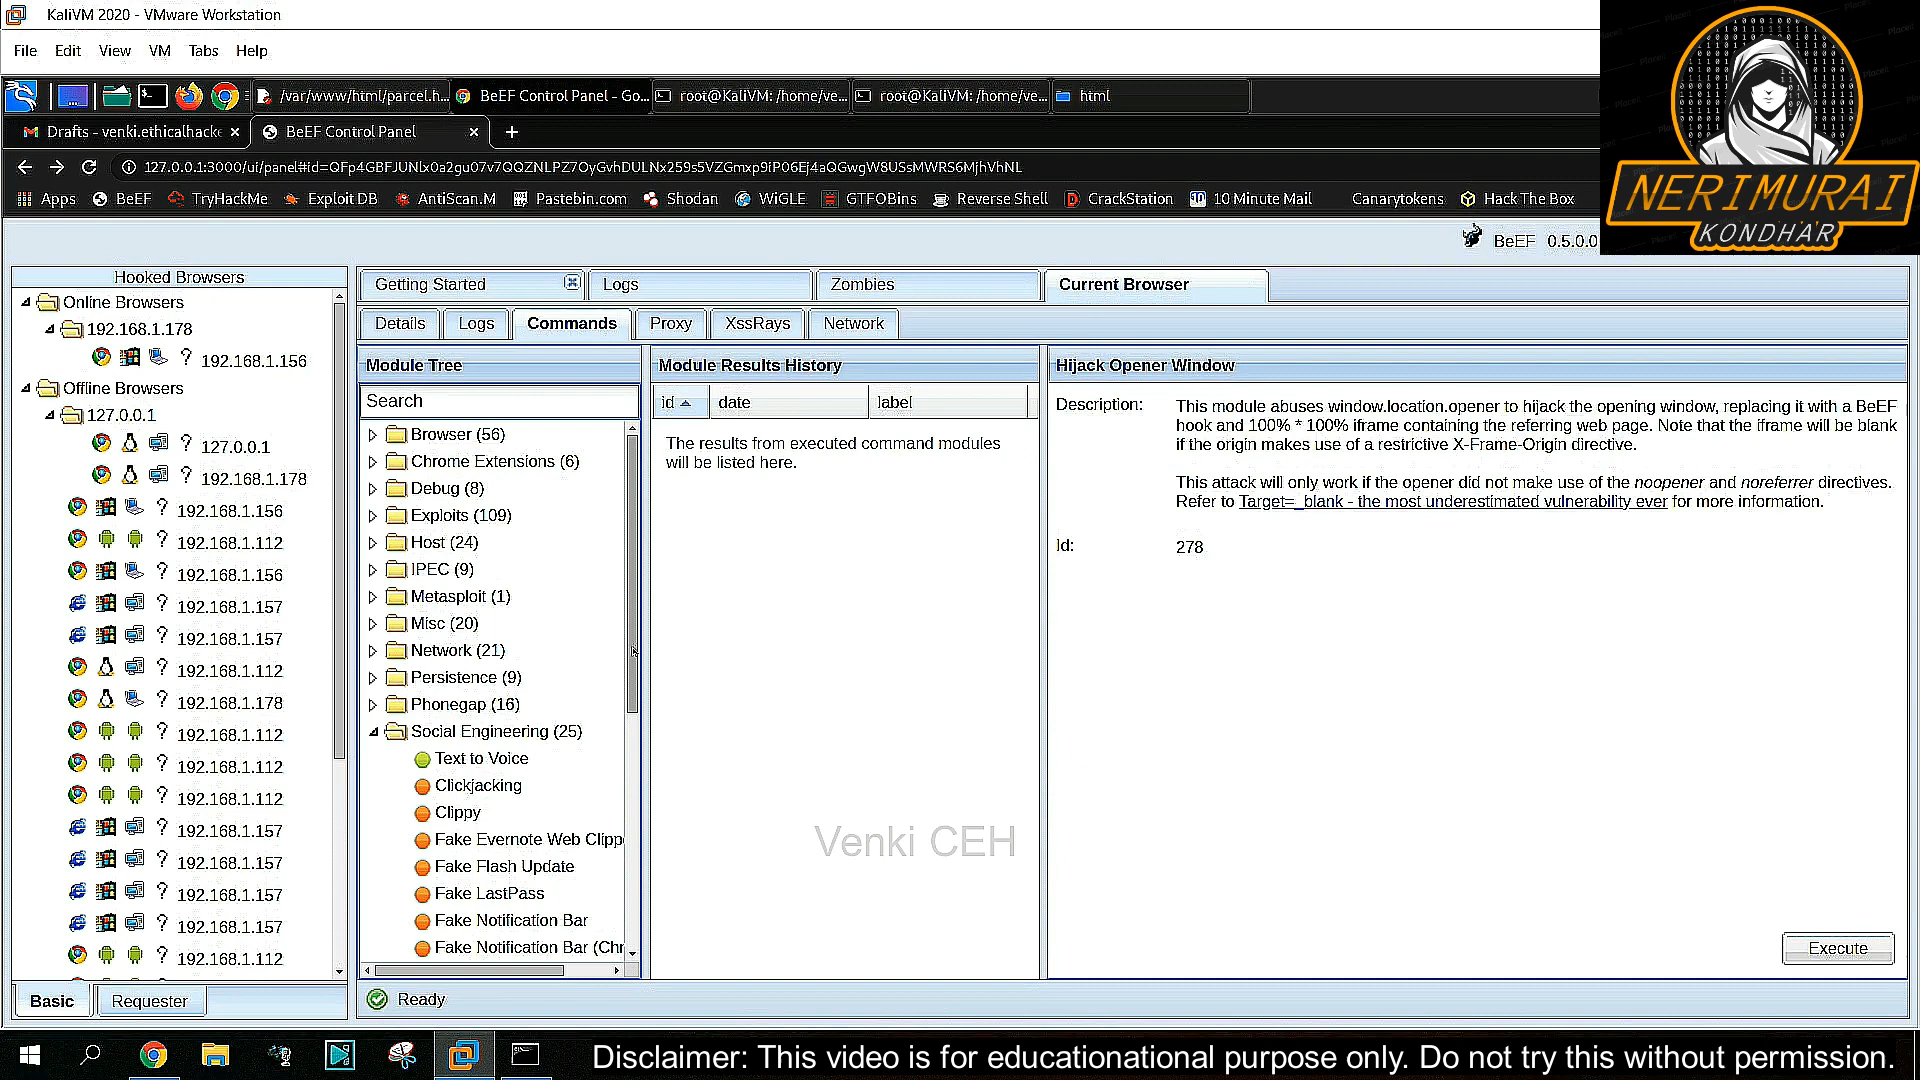 KaliVM 2020 - VMware Workstation
File Edit View VM Tabs Help
/var/www/html/parcel.h... BeEF Control Panel - Go... root@KaliVM: /home/ve... root@KaliVM: /home/ve... html
Drafts - venki.ethicalhacke BeEF Control Panel
127.0.0.1:3000/ui/panel#id=QFp4GBFJUNlx0a2gu07v7QQZNLPZ7OyGvhDULNx259s5VZGmxp9iP06Ej4aQGwgW8USsMWRS6MjhVhNL
Apps BeEF TryHackMe Exploit DB AntiScan.M Pastebin.com Shodan WiGLE GTFOBins Reverse Shell CrackStation 10 Minute Mail Canarytokens Hack The Box
NERIMURAI
KONDHAR
BeEF 0.5.0.0
Hooked Browsers
Online Browsers
192.168.1.178
192.168.1.156
Offline Browsers
127.0.0.1
127.0.0.1
192.168.1.178
192.168.1.156
192.168.1.112
192.168.1.156
192.168.1.157
192.168.1.157
192.168.1.112
192.168.1.178
192.168.1.112
192.168.1.112
192.168.1.112
192.168.1.157
192.168.1.157
192.168.1.157
192.168.1.157
192.168.1.112
Basic Requester
Getting Started Logs Zombies Current Browser
Details Logs Commands Proxy XssRays Network
Module Tree
Search
Browser (56)
Chrome Extensions (6)
Debug (8)
Exploits (109)
Host (24)
IPEC (9)
Metasploit (1)
Misc (20)
Network (21)
Persistence (9)
Phonegap (16)
Social Engineering (25)
Text to Voice
Clickjacking
Clippy
Fake Evernote Web Clipp
Fake Flash Update
Fake LastPass
Fake Notification Bar
Fake Notification Bar (Chr
Module Results History
id date label
The results from executed command modules
will be listed here.
Venki CEH
Hijack Opener Window
Description: This module abuses window.location.opener to hijack the opening window, replacing it with a BeEF
hook and 100% * 100% iframe containing the referring web page. Note that the iframe will be blank
if the origin makes use of a restrictive X-Frame-Origin directive.
This attack will only work if the opener did not make use of the noopener and noreferrer directives.
Refer to Target=_blank - the most underestimated vulnerability ever for more information.
Id: 278
Execute
Ready
Disclaimer: This video is for educationational purpose only. Do not try this without permission.